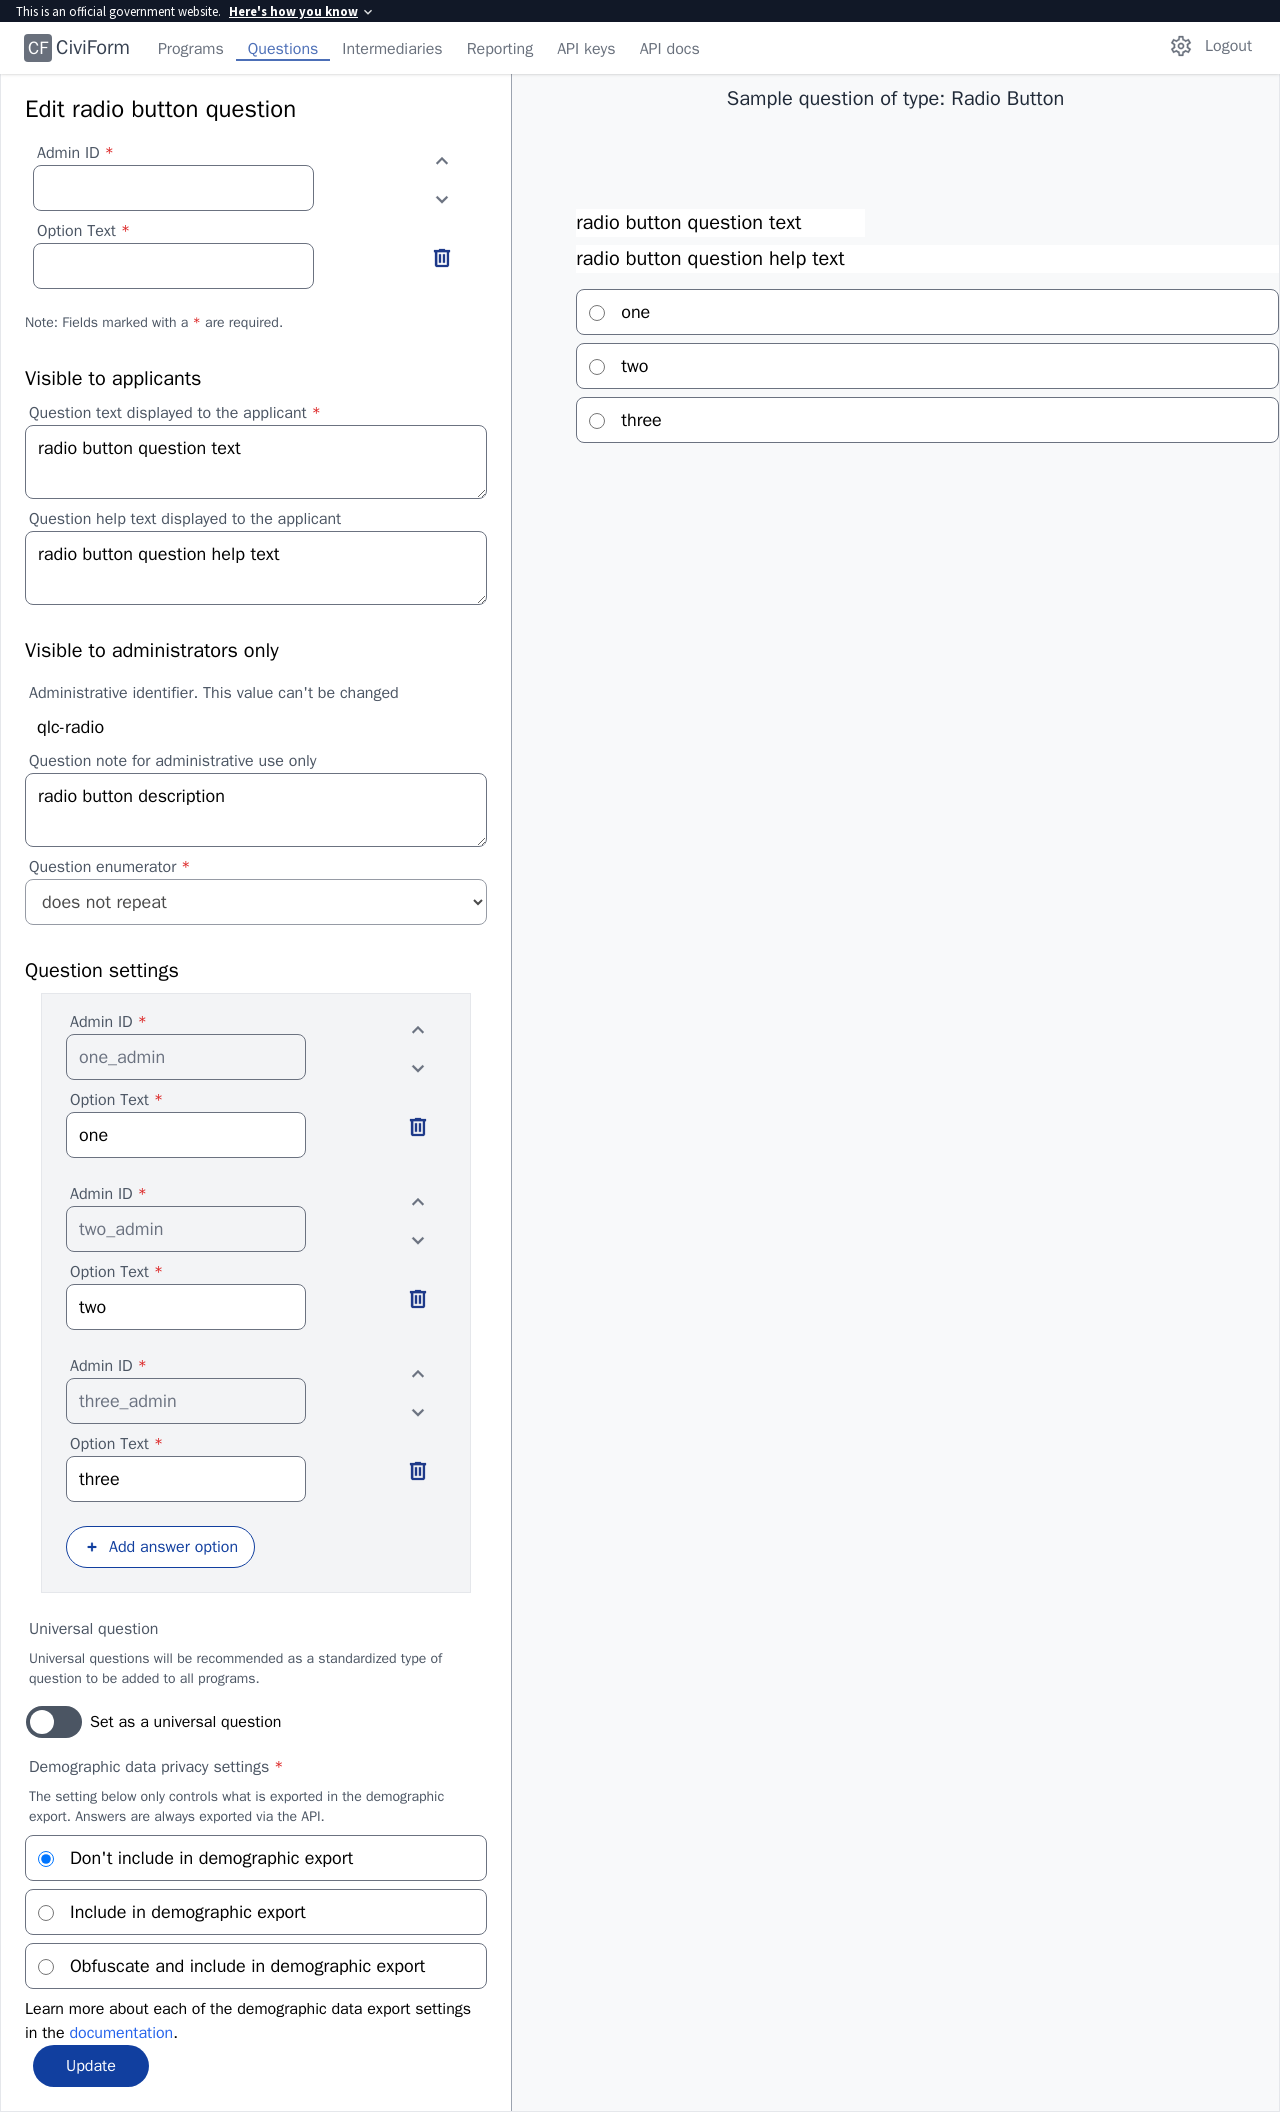 This is an official government website. Here's how you know
CF CiviForm Programs Questions Intermediaries Reporting API keys API docs Logout
Edit radio button question
Admin ID *
Option Text *
Note: Fields marked with a * are required.
Visible to applicants
Question text displayed to the applicant *
radio button question text
Question help text displayed to the applicant
radio button question help text
Visible to administrators only
Administrative identifier. This value can't be changed
qlc-radio
Question note for administrative use only
radio button description
Question enumerator *
does not repeat
Question settings
Admin ID *
one_admin
Option Text *
one
Admin ID *
two_admin
Option Text *
two
Admin ID *
three_admin
Option Text *
three
+ Add answer option
Universal question
Universal questions will be recommended as a standardized type of
question to be added to all programs.
Set as a universal question
Demographic data privacy settings *
The setting below only controls what is exported in the demographic
export. Answers are always exported via the API.
Don't include in demographic export
Include in demographic export
Obfuscate and include in demographic export
Learn more about each of the demographic data export settings
in the documentation.
Update
Sample question of type: Radio Button
radio button question text
radio button question help text
one
two
three